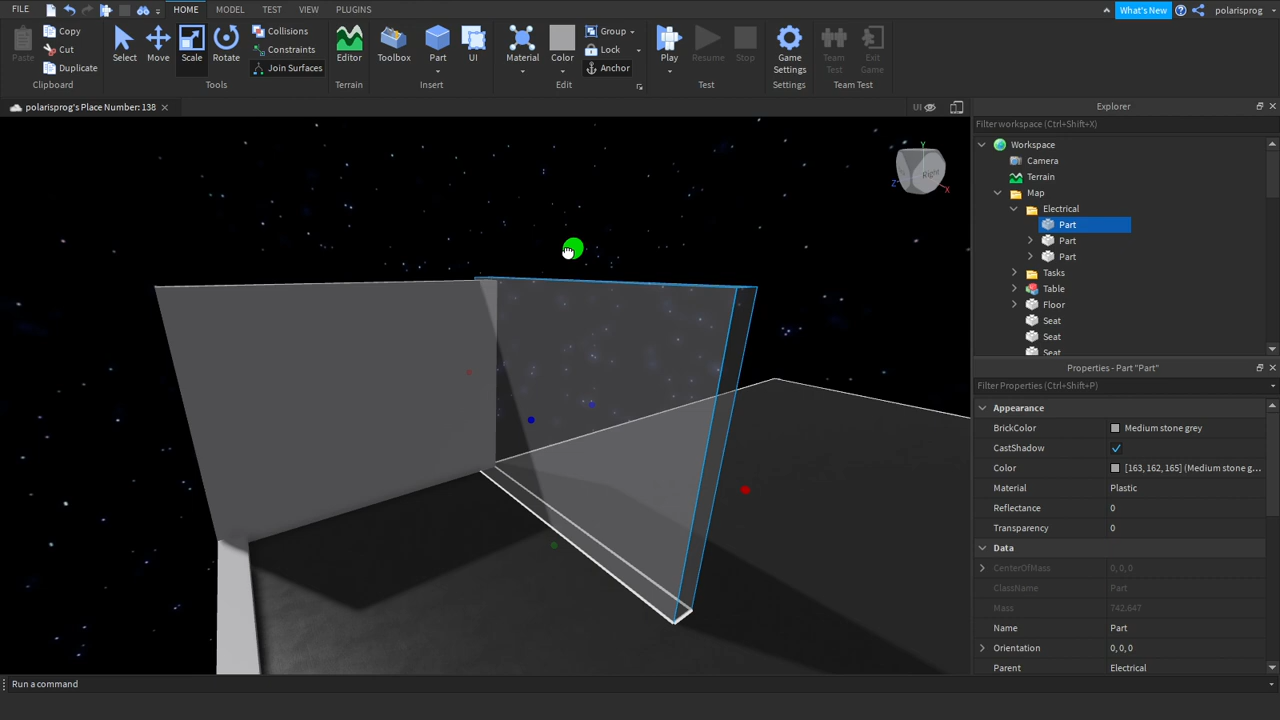 FILE HOME MODEL TEST VIEW PLUGINS What's New polarisprog
Paste Copy Cut Duplicate Select Move Scale Rotate Collisions Constraints Join Surfaces Editor Toolbox Part UI Material Color Group Lock Anchor Play Resume Stop Game Settings Team Test Exit Game
Clipboard Tools Terrain Insert Edit Test Settings Team Test
polarisprog's Place Number: 138 UI
Explorer
Filter workspace (Ctrl+Shift+X)
Workspace
Camera
Terrain
Map
Electrical
Part
Part
Part
Tasks
Table
Floor
Seat
Seat
Seat
Y
Z
Right
X
Properties - Part "Part"
Filter Properties (Ctrl+Shift+P)
Appearance
BrickColor Medium stone grey
CastShadow
Color [163, 162, 165] (Medium stone g...
Material Plastic
Reflectance 0
Transparency 0
Data
CenterOfMass 0, 0, 0
ClassName Part
Mass 742.647
Name Part
Orientation 0, 0, 0
Parent Electrical
Run a command